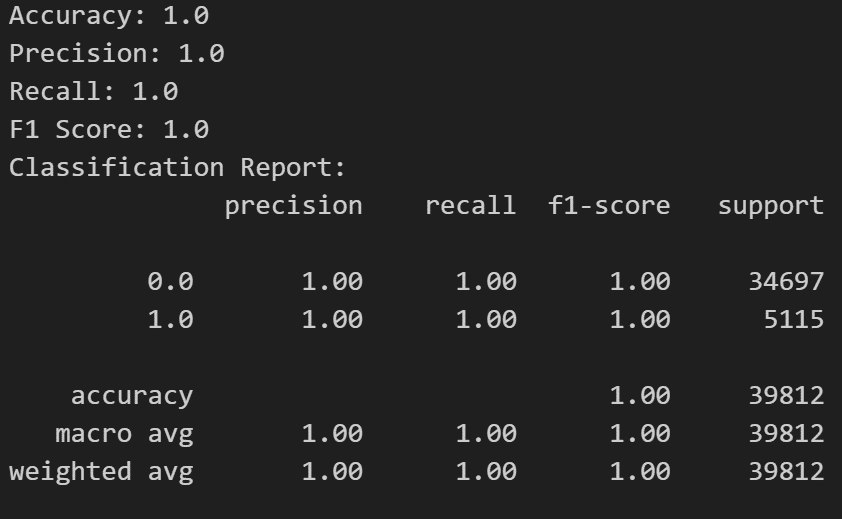 Accuracy: 1.0
Precision: 1.0
Recall: 1.0
F1 Score: 1.0
Classification Report:
precision recall f1-score support
0.0 1.00 1.00 1.00 34697
1.0 1.00 1.00 1.00 5115
accuracy 1.00 39812
macro avg 1.00 1.00 1.00 39812
weighted avg 1.00 1.00 1.00 39812